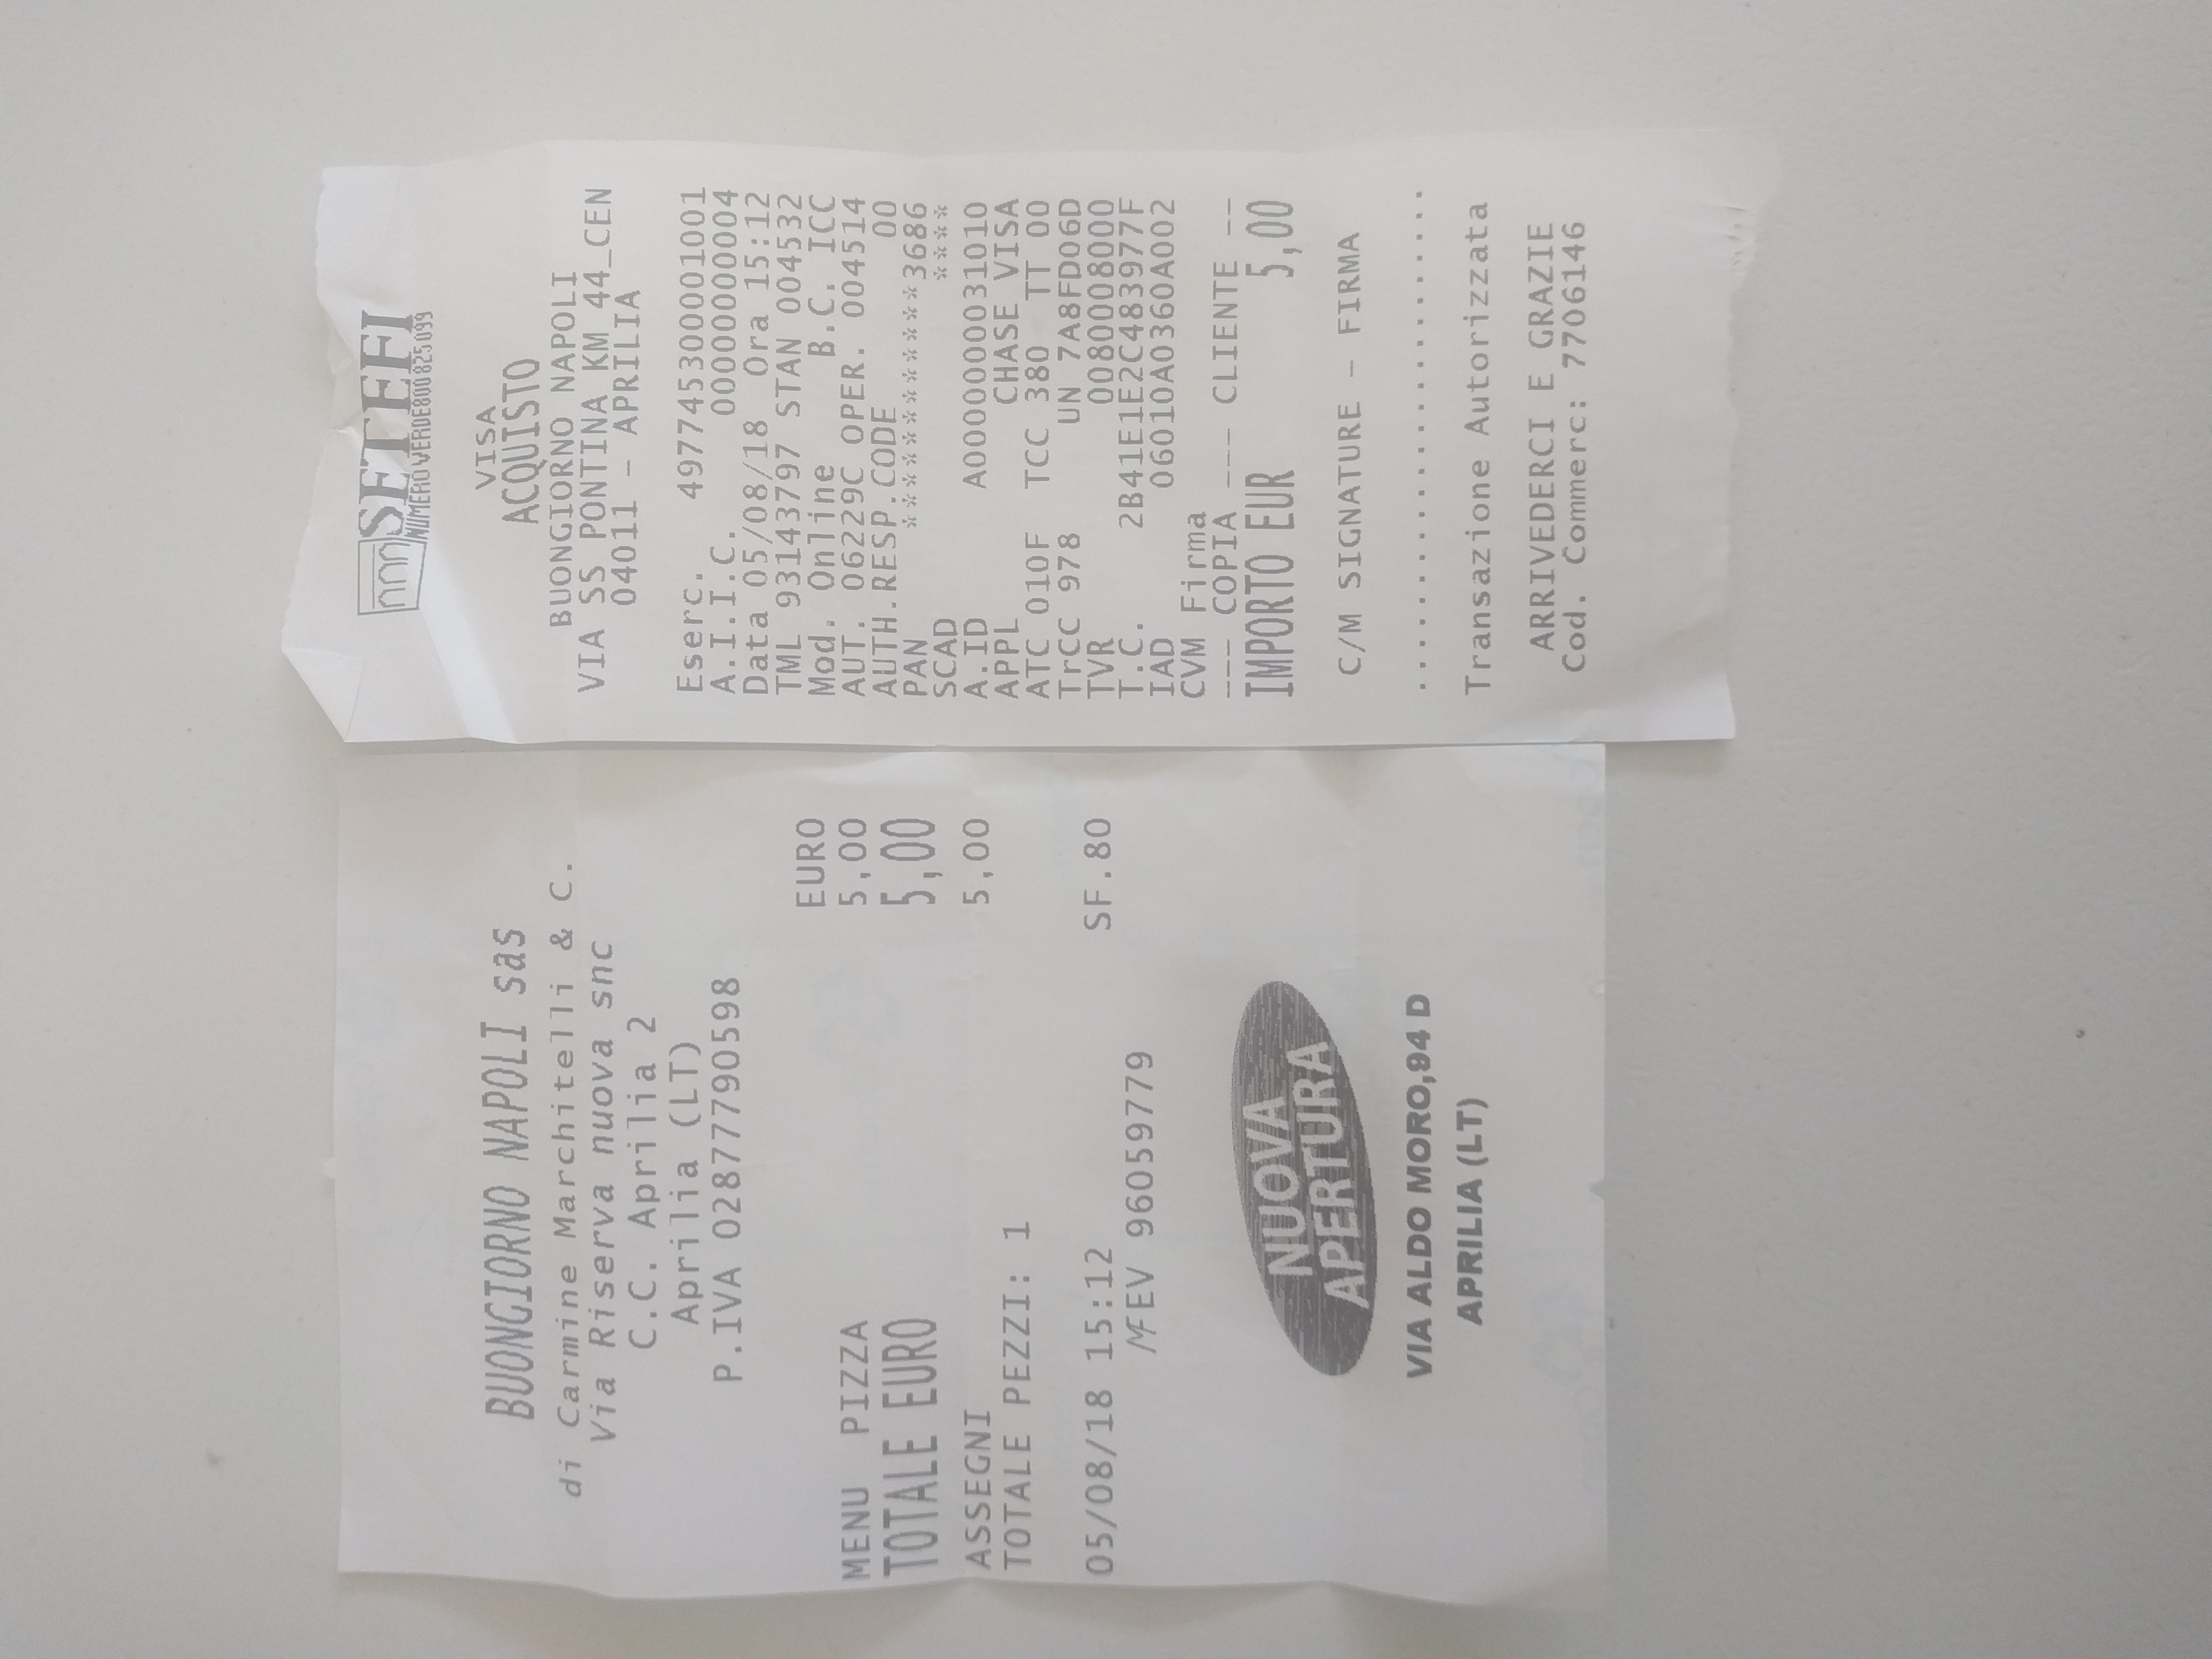 BUONGIORNO NAPOLI sas
di Carmine Marchitelli & C.
Via Riserva nuova snc
C.C. Aprilia 2
Aprilia (LT)
P.IVA 02877790598
EURO
MENU PIZZA 5,00
TOTALE EURO 5,00
ASSEGNI 5,00
TOTALE PEZZI: 1
05/08/18 15:12 SF.80
MF EV 96059779
NUOVA
APERTURA
VIA ALDO MORO,94 D
APRILIA (LT)
SETEFI
NUMERO VERDE 800 825 099
VISA
ACQUISTO
BUONGIORNO NAPOLI
VIA SS PONTINA KM 44_CEN
04011 - APRILIA
Eserc. 497745300001001
A.I.I.C. 00000000004
Data 05/08/18 Ora 15:12
TML 93143797 STAN 004532
Mod. Online B.C. ICC
AUT. 06229C OPER. 004514
AUTH.RESP.CODE 00
PAN ************3686
SCAD ****
A.ID A0000000031010
APPL CHASE VISA
ATC 010F TCC 380 TT 00
TrCC 978 UN 7A8FD06D
TVR 0080008000
T.C. 2B41E1E2C483977F
IAD 06010A0360A002
CVM Firma
--- COPIA --- CLIENTE ---
IMPORTO EUR 5,00
C/M SIGNATURE - FIRMA
........................
Transazione Autorizzata
ARRIVEDERCI E GRAZIE
Cod. Commerc: 7706146